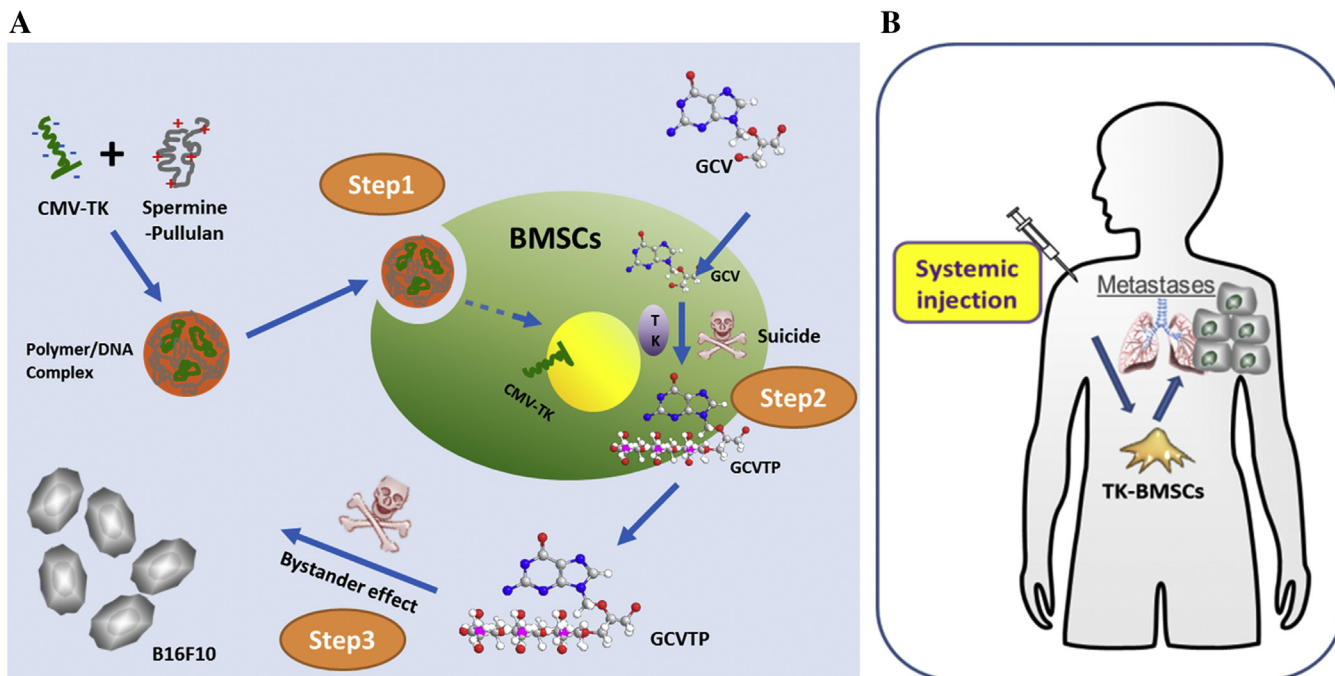 A
B
CMV-TK
+
Spermine
-Pullulan
Polymer/DNA
Complex
Step1
BMSCs
CMV-TK
GCV
GCV
T
K
Suicide
Step2
GCVTP
GCVTP
Bystander effect
Step3
B16F10
Systemic
injection
Metastases
TK-BMSCs